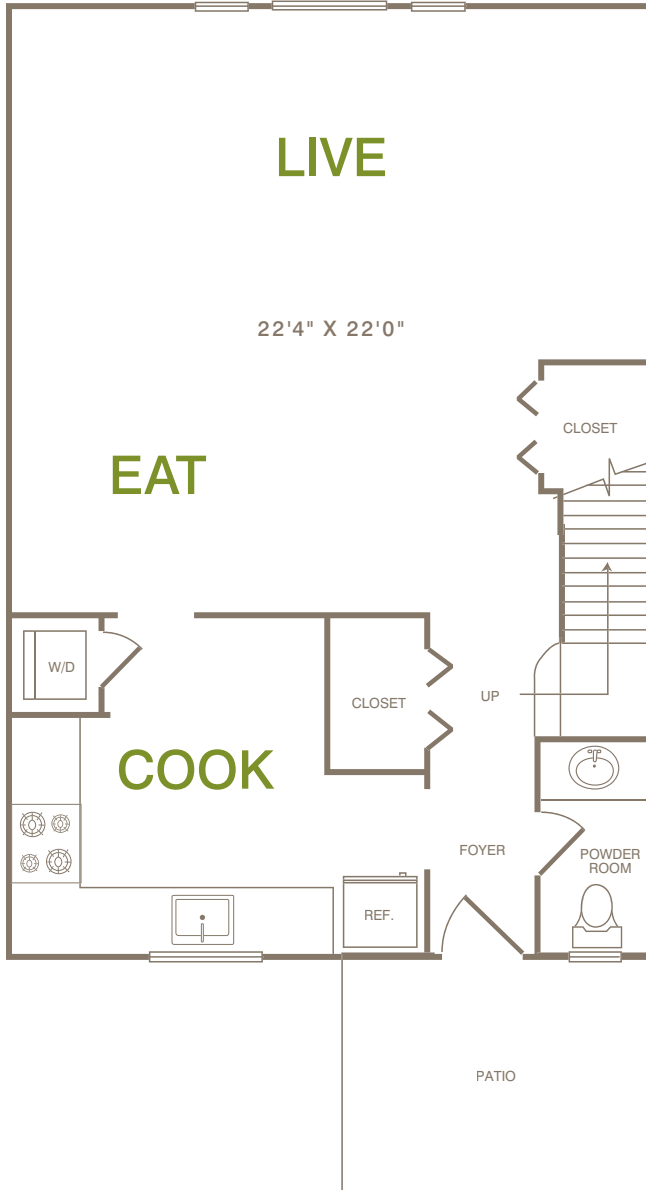 LIVE
22'4" X 22'0"
CLOSET
EAT
W/D
CLOSET
UP
COOK
FOYER
POWDER
ROOM
REF.
PATIO